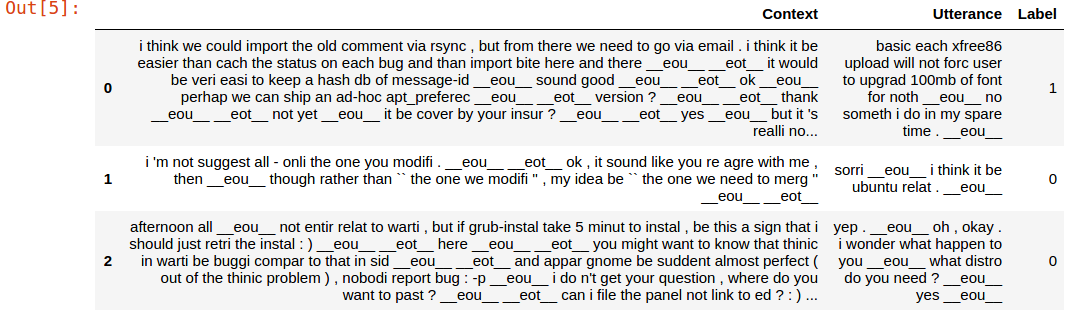 Out[5]:
Context Utterance Label
i think we could import the old comment via rsync , but from there we need to go via email . i think it be
easier than cach the status on each bug and than import bite here and there __eou__ __eot__ it would
be veri easi to keep a hash db of message-id __eou__ sound good __eou__ __eot__ ok __eou__
perhap we can ship an ad-hoc apt_preferec __eou__ __eot__ version ? __eou__ __eot__ thank
__eou__ __eot__ not yet __eou__ it be cover by your insur ? __eou__ __eot__ yes __eou__ but it 's
realli no...
basic each xfree86
upload will not forc user
to upgrad 100mb of font
for noth __eou__ no
someth i do in my spare
time . __eou__
0
1
i 'm not suggest all - onli the one you modifi . __eou__ __eot__ ok , it sound like you re agre with me ,
then __eou__ though rather than `` the one we modifi '' , my idea be `` the one we need to merg ''
__eou__ __eot__
sorri __eou__ i think it be
ubuntu relat . __eou__
1
0
afternoon all __eou__ not entir relat to warti , but if grub-instal take 5 minut to instal , be this a sign that i
should just retri the instal : ) __eou__ __eot__ here __eou__ __eot__ you might want to know that thinic
in warti be buggi compar to that in sid __eou__ __eot__ and appar gnome be suddent almost perfect (
out of the thinic problem ) , nobodi report bug : -p __eou__ i do n't get your question , where do you
want to past ? __eou__ __eot__ can i file the panel not link to ed ? : ) ...
yep . __eou__ oh , okay .
i wonder what happen to
you __eou__ what distro
do you need ? __eou__
yes __eou__
2
0